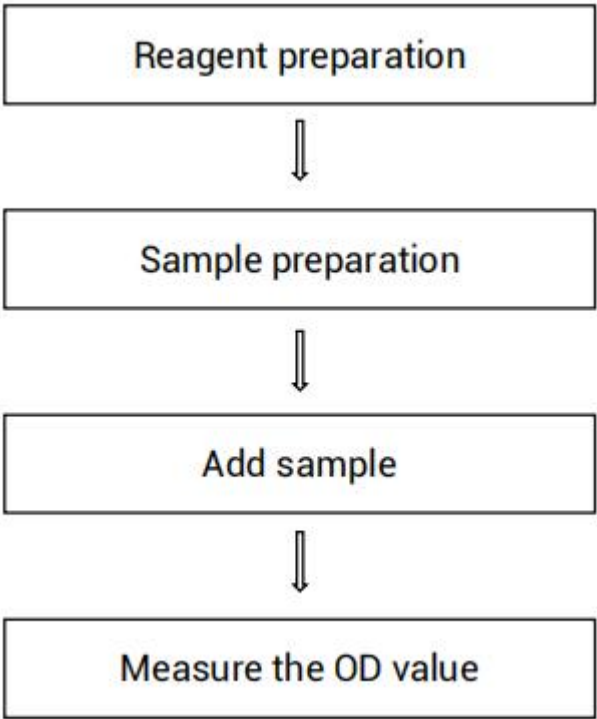 Reagent preparation
Sample preparation
Add sample
Measure the OD value